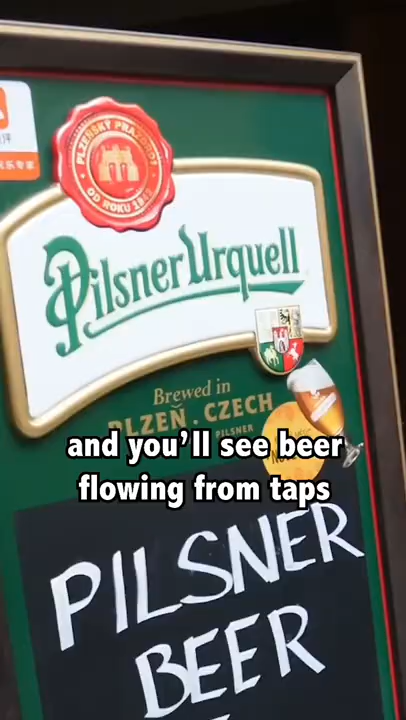 PLZEŇSKÝ PRAZDROJ
OD ROKU 1842
Pilsner Urquell
Brewed in
PLZEŇ, CZECH
PILSNER
and you'll see beer
flowing from taps
PILSNER
BEER